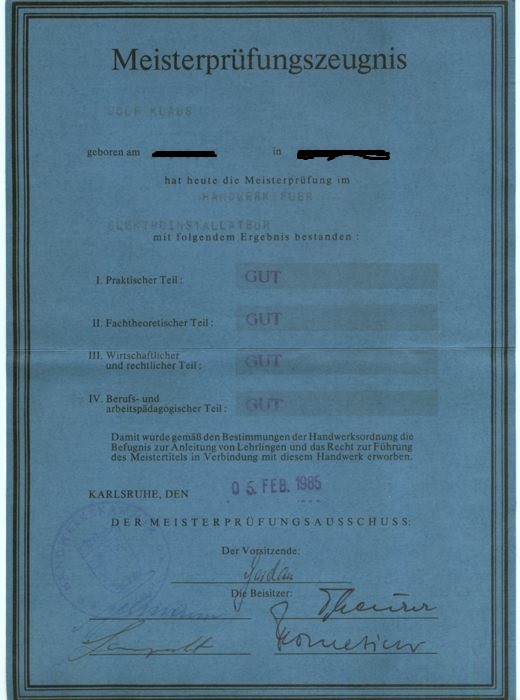 Meisterprüfungszeugnis
WOLF KLAUS
geboren am in
hat heute die Meisterprüfung im
HANDWERK FUER
ELEKTROINSTALLATEUR
mit folgendem Ergebnis bestanden :
I. Praktischer Teil : GUT
II. Fachtheoretischer Teil : GUT
III. Wirtschaftlicher
und rechtlicher Teil : GUT
IV. Berufs- und
arbeitspädagogischer Teil : GUT
Damit wurde gemäß den Bestimmungen der Handwerksordnung die
Befugnis zur Anleitung von Lehrlingen und das Recht zur Führung
des Meistertitels in Verbindung mit diesem Handwerk erworben.
KARLSRUHE, DEN 05. FEB. 1985
DER MEISTERPRÜFUNGSAUSSCHUSS:
Der Vorsitzende:
Die Beisitzer: